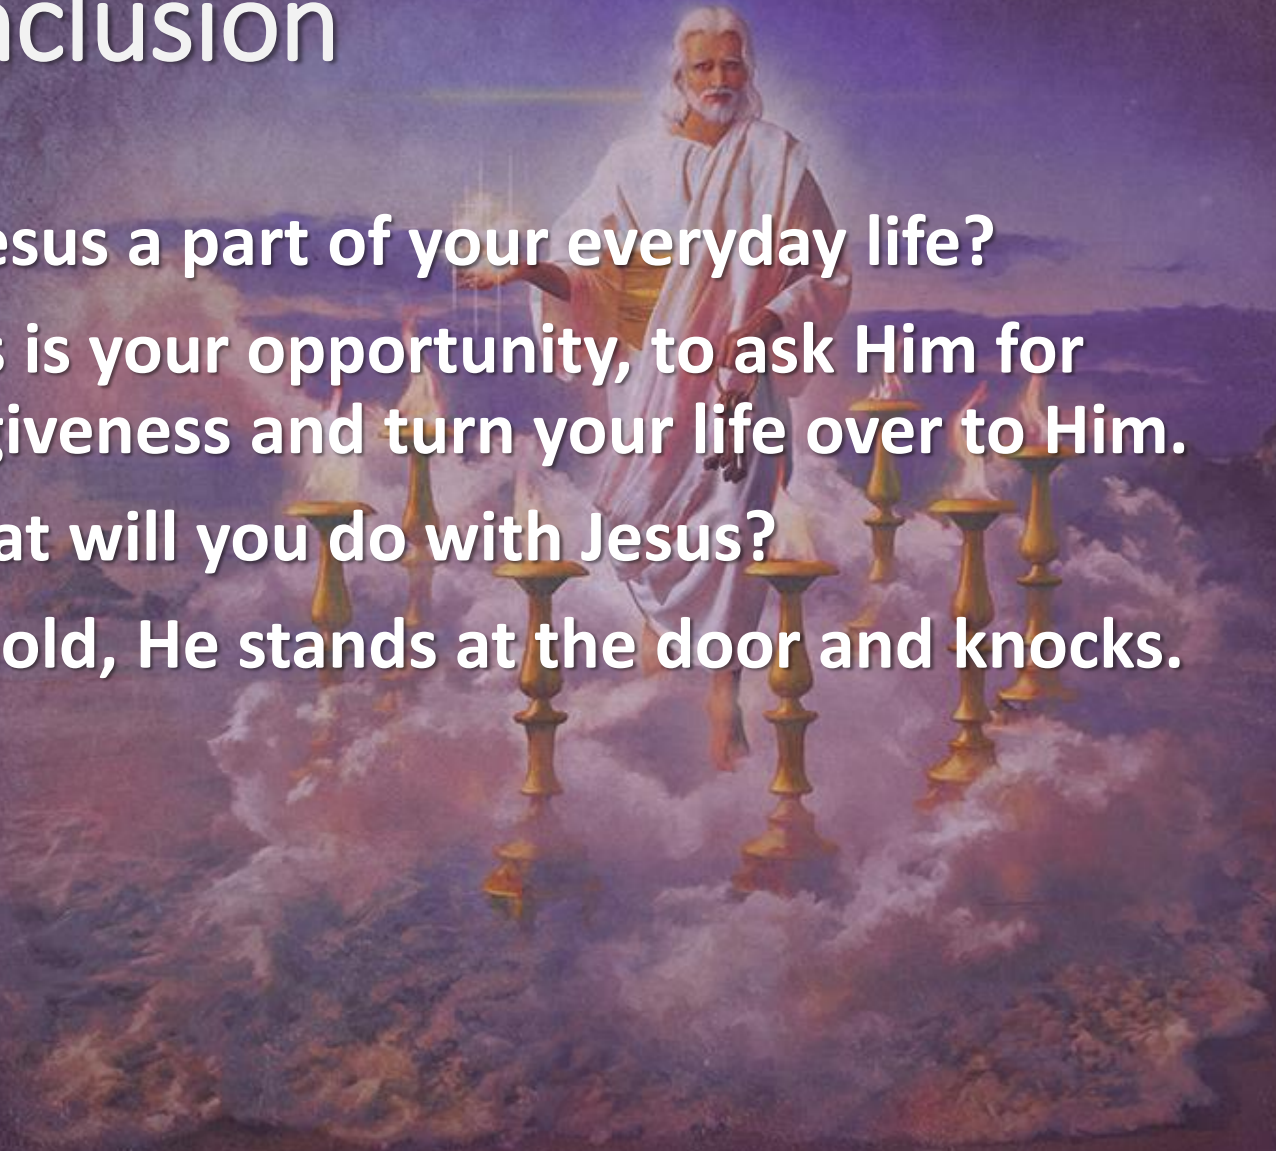 nclusion
esus a part of your everyday life?
s is your opportunity, to ask Him for
giveness and turn your life over to Him.
at will you do with Jesus?
old, He stands at the door and knocks.